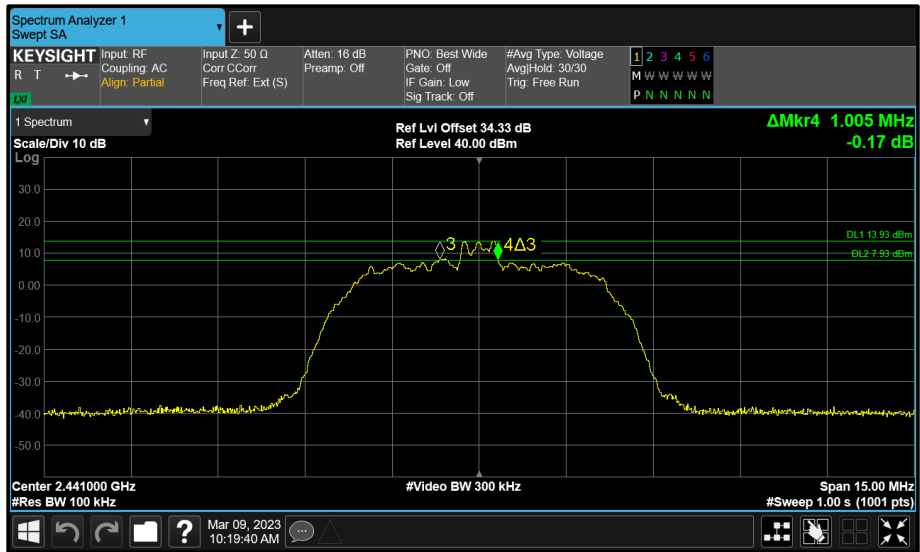 Spectrum Analyzer 1
Swept SA
+
KEYSIGHT
R T
LXI
Input: RF
Coupling: AC
Align: Partial
Input Z: 50 Ω
Corr CCorr
Freq Ref: Ext (S)
Atten: 16 dB
Preamp: Off
PNO: Best Wide
Gate: Off
IF Gain: Low
Sig Track: Off
#Avg Type: Voltage
Avg|Hold: 30/30
Trig: Free Run
1 2 3 4 5 6
M W W W W W
P N N N N N
1 Spectrum
Scale/Div 10 dB
Ref Lvl Offset 34.33 dB
Ref Level 40.00 dBm
ΔMkr4 1.005 MHz
-0.17 dB
Log
30.0
20.0
10.0
0.00
-10.0
-20.0
-30.0
-40.0
-50.0
3
4Δ3
DL1 13.93 dBm
DL2 7.93 dBm
Center 2.441000 GHz
#Res BW 100 kHz
#Video BW 300 kHz
Span 15.00 MHz
#Sweep 1.00 s (1001 pts)
?
Mar 09, 2023
10:19:40 AM